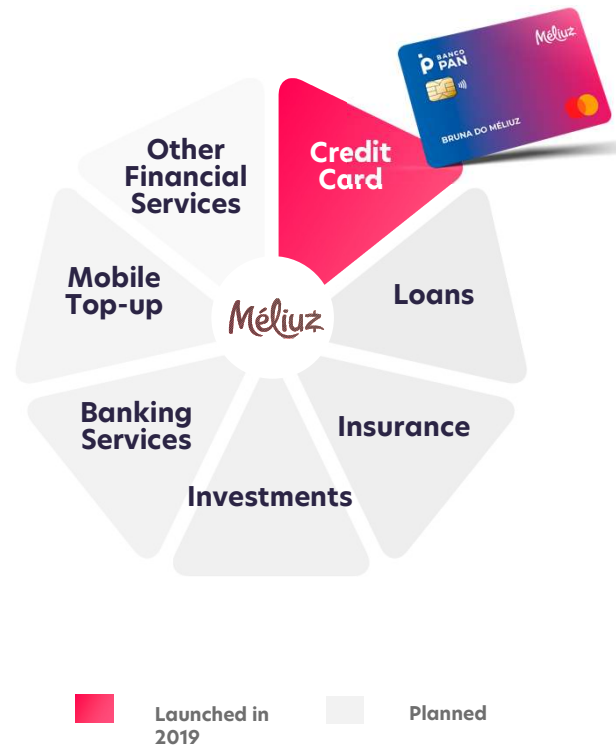 BANCO
PAN
Méliuz
BRUNA DO MÉLIUZ
Credit
Card
Other
Financial
Services
Mobile
Top-up
Loans
Méliuz
Banking
Services
Insurance
Investments
Launched in
2019
Planned